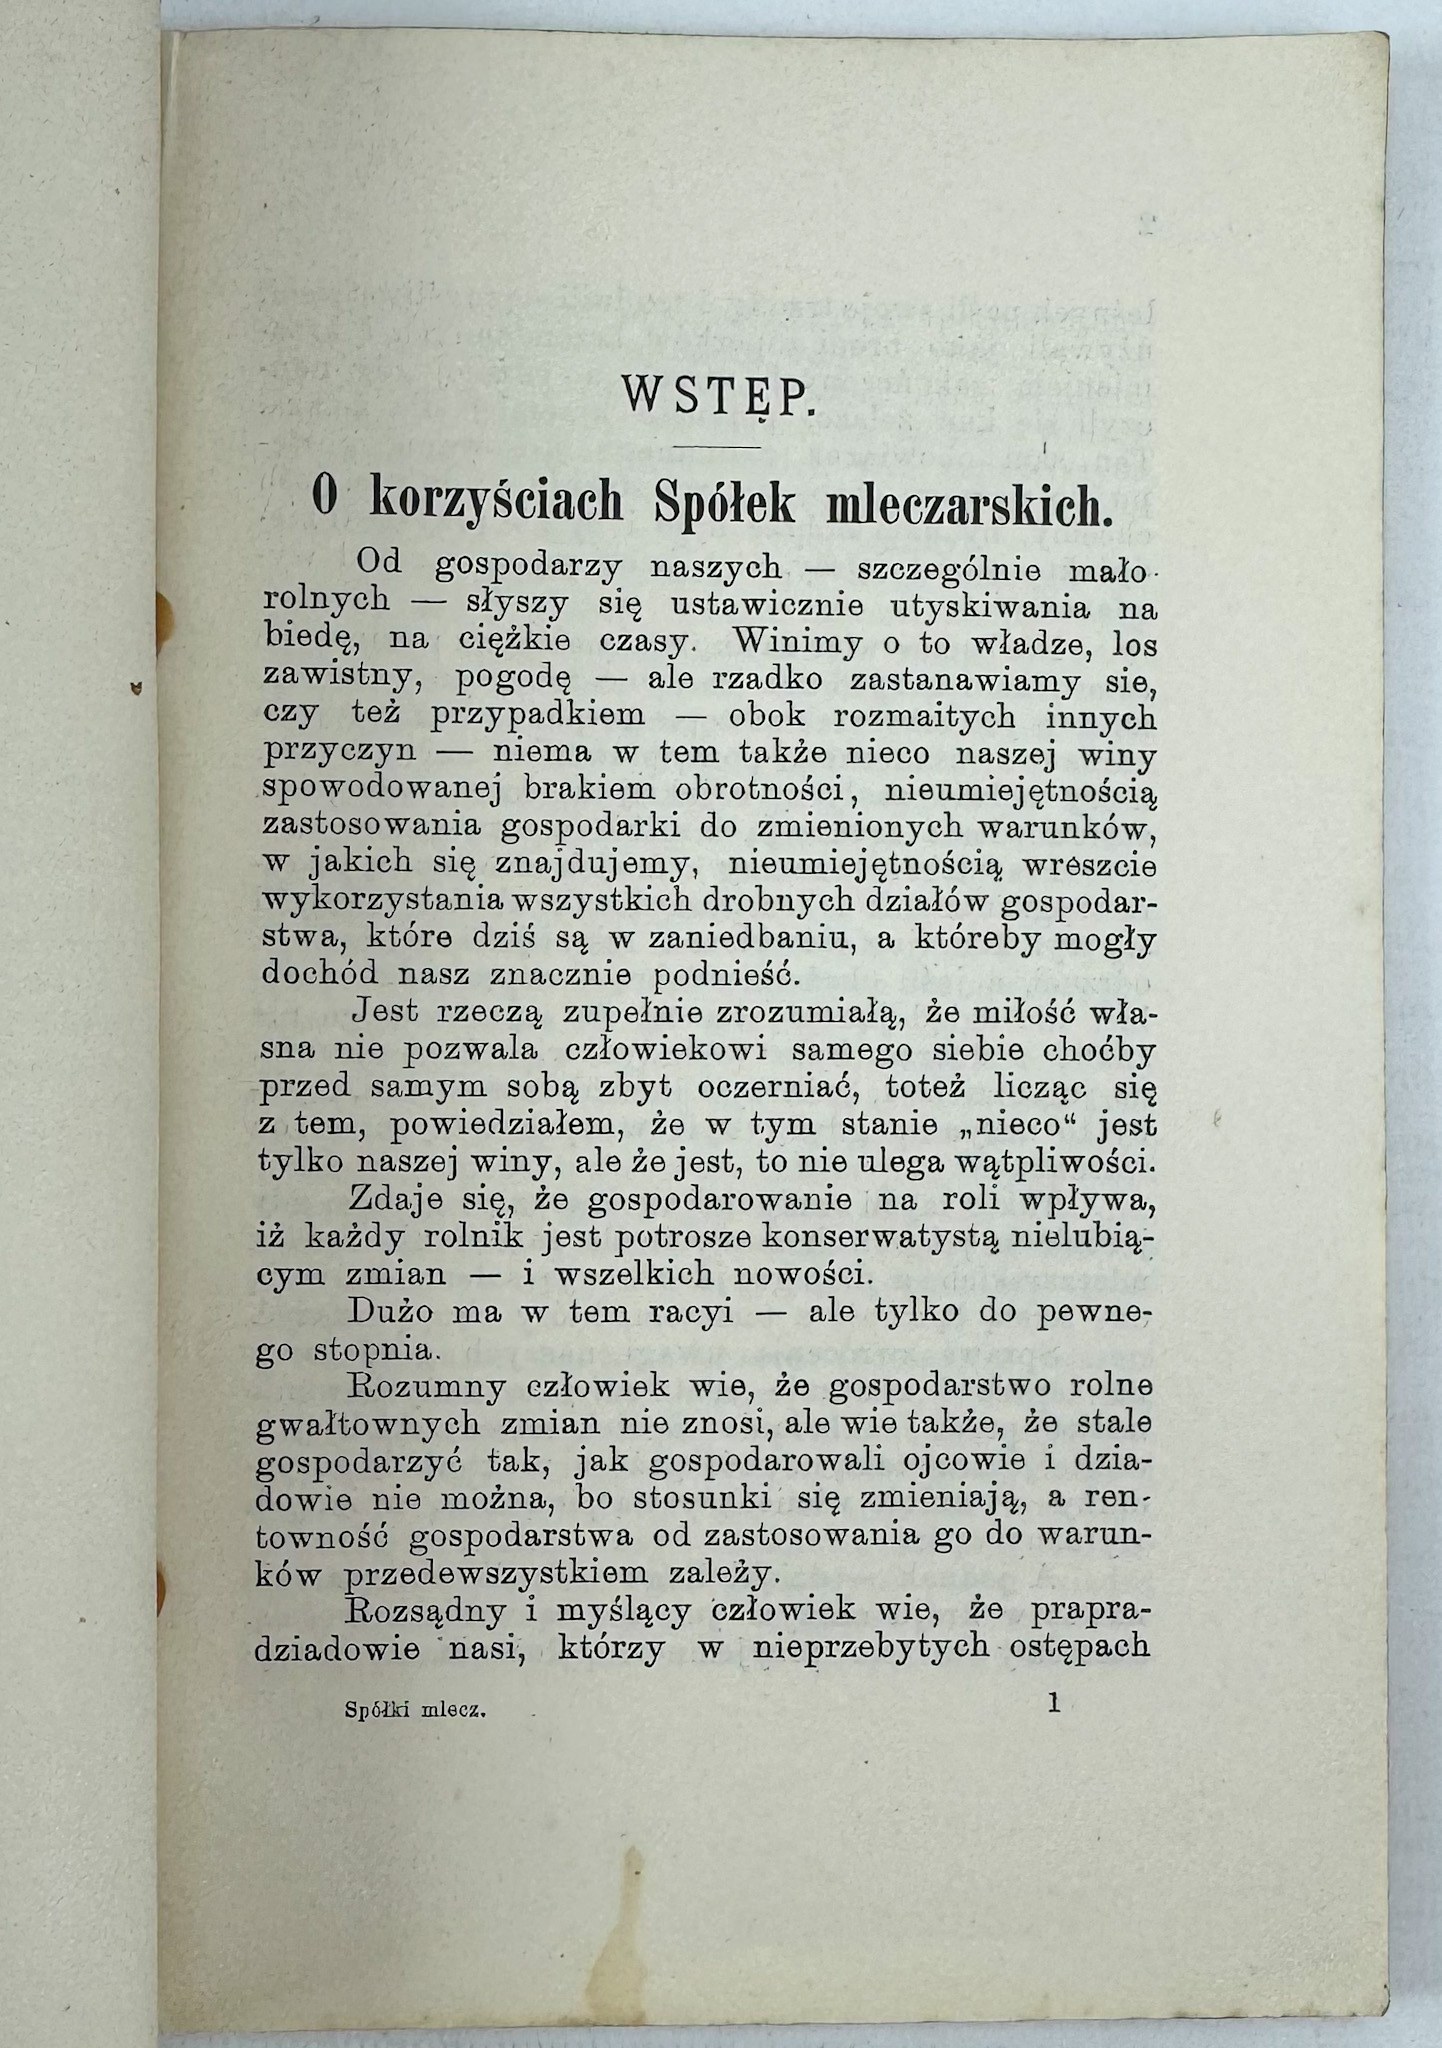 WSTĘP.
O korzyściach Spółek mleczarskich.
Od gospodarzy naszych — szczególnie mało-
rolnych — słyszy się ustawicznie utyskiwania na
biedę, na ciężkie czasy. Winimy o to władze, los
zawistny, pogodę — ale rzadko zastanawiamy sie,
czy też przypadkiem — obok rozmaitych innych
przyczyn — niema w tem także nieco naszej winy
spowodowanej brakiem obrotności, nieumiejętnością
zastosowania gospodarki do zmienionych warunków,
w jakich się znajdujemy, nieumiejętnością wreszcie
wykorzystania wszystkich drobnych działów gospodar-
stwa, które dziś są w zaniedbaniu, a któreby mogły
dochód nasz znacznie podnieść.
Jest rzeczą zupełnie zrozumiałą, że miłość wła-
sna nie pozwala człowiekowi samego siebie choćby
przed samym sobą zbyt oczerniać, toteż licząc się
z tem, powiedziałem, że w tym stanie „nieco“ jest
tylko naszej winy, ale że jest, to nie ulega wątpliwości.
Zdaje się, że gospodarowanie na roli wpływa,
iż każdy rolnik jest potrosze konserwatystą nielubią-
cym zmian — i wszelkich nowości.
Dużo ma w tem racyi — ale tylko do pewne-
go stopnia.
Rozumny człowiek wie, że gospodarstwo rolne
gwałtownych zmian nie znosi, ale wie także, że stale
gospodarzyć tak, jak gospodarowali ojcowie i dzia-
dowie nie można, bo stosunki się zmieniają, a ren-
towność gospodarstwa od zastosowania go do warun-
ków przedewszystkiem zależy.
Rozsądny i myślący człowiek wie, że prapra-
dziadowie nasi, którzy w nieprzebytych ostępach
Spółki mlecz. 1